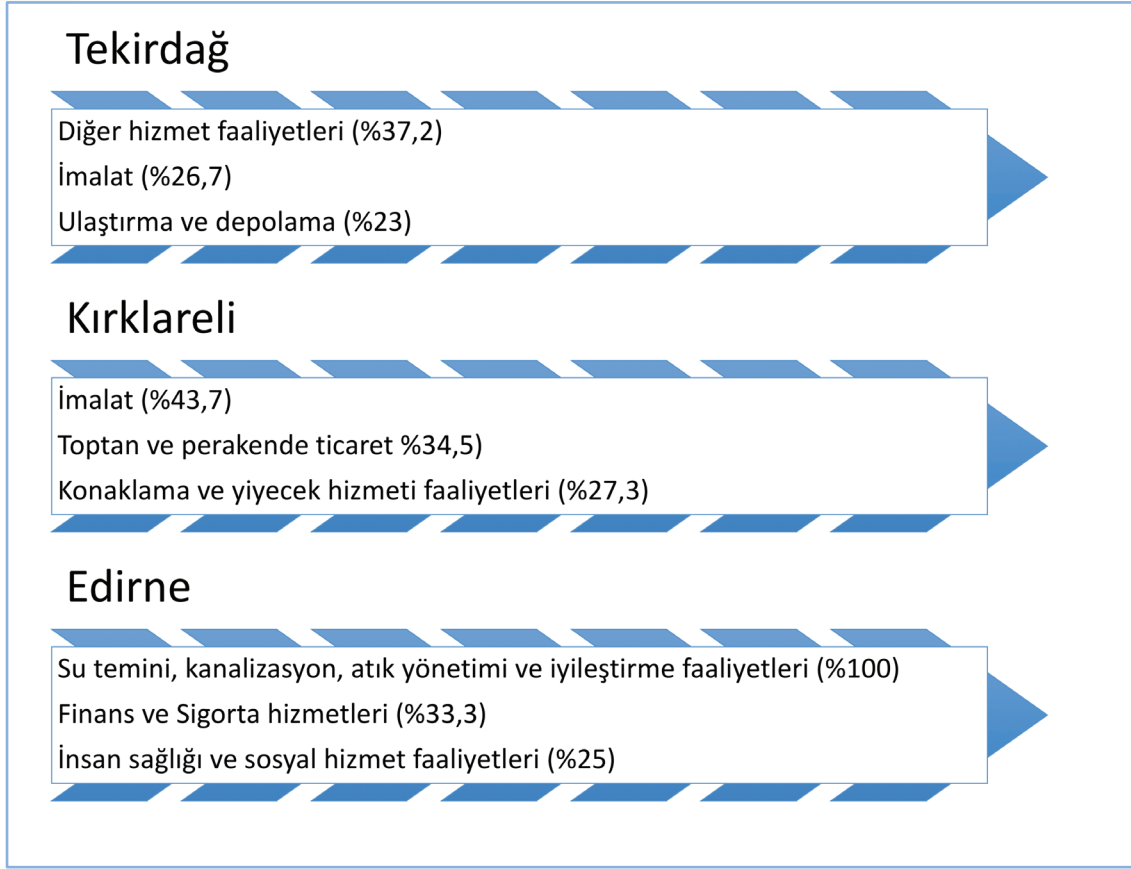 Tekirdağ
Diğer hizmet faaliyetleri (%37,2)
İmalat (%26,7)
Ulaştırma ve depolama (%23)
Kırklareli
İmalat (%43,7)
Toptan ve perakende ticaret %34,5)
Konaklama ve yiyecek hizmeti faaliyetleri (%27,3)
Edirne
Su temini, kanalizasyon, atık yönetimi ve iyileştirme faaliyetleri (%100)
Finans ve Sigorta hizmetleri (%33,3)
İnsan sağlığı ve sosyal hizmet faaliyetleri (%25)